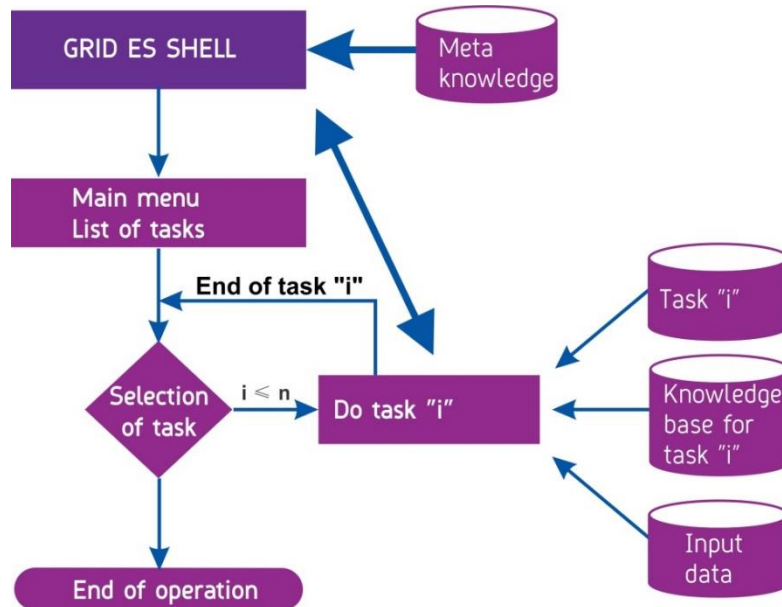 GRID ES SHELL
Meta
knowledge
Main menu
List of tasks
End of task "i"
Task "i"
Selection
of task
i ⩽ n
Do task "i"
Knowledge
base for
task "i"
Input
data
End of operation